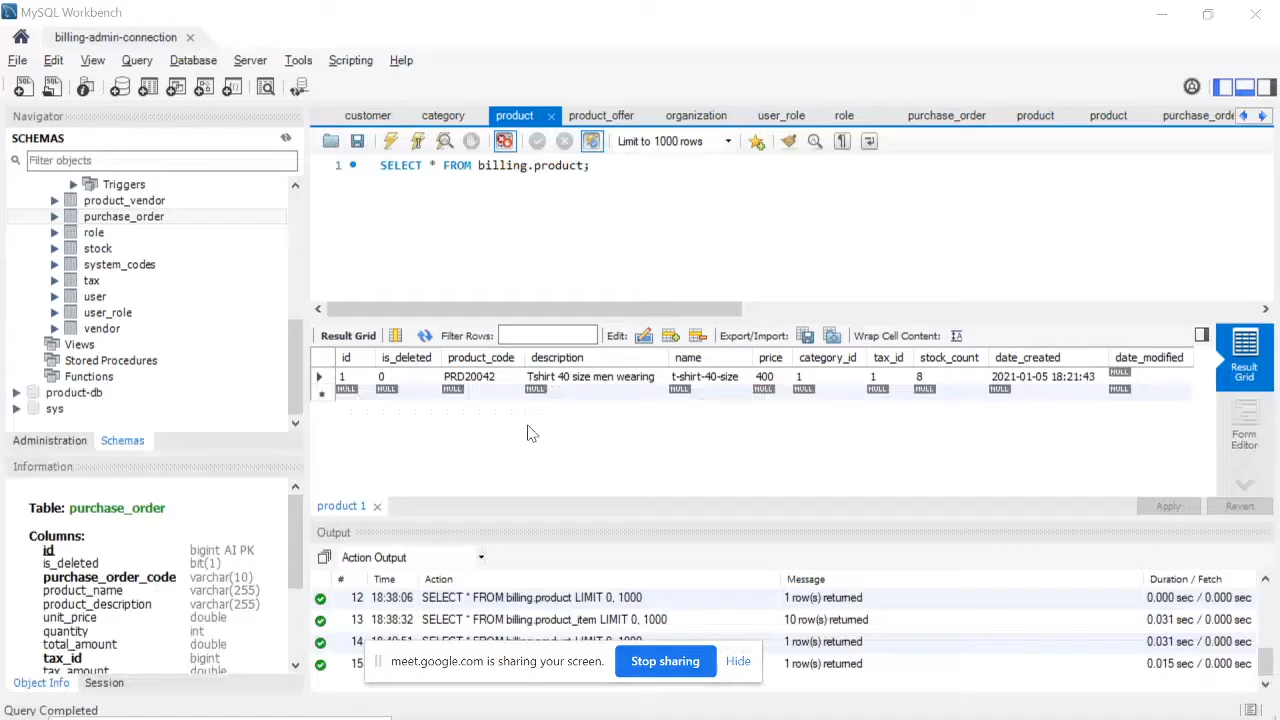 MySQL Workbench
billing-admin-connection
File Edit View Query Database Server Tools Scripting Help
Navigator
SCHEMAS
Filter objects
Triggers
product_vendor
purchase_order
role
stock
system_codes
tax
user
user_role
vendor
Views
Stored Procedures
Functions
product-db
sys
Administration Schemas
Information
Table: purchase_order
Columns:
id bigint AI PK
is_deleted bit(1)
purchase_order_code varchar(10)
product_name varchar(255)
product_description varchar(255)
unit_price double
quantity int
total_amount double
tax_id bigint
tax_amount double
Object Info Session
Query Completed
customer category product product_offer organization user_role role purchase_order product product purchase_orde
Limit to 1000 rows
1 SELECT * FROM billing.product;
Result Grid Filter Rows: Edit: Export/Import: Wrap Cell Content:
id is_deleted product_code description name price category_id tax_id stock_count date_created date_modified
1 0 PRD20042 Tshirt 40 size men wearing t-shirt-40-size 400 1 1 8 2021-01-05 18:21:43 NULL
NULL NULL NULL NULL NULL NULL NULL NULL NULL NULL NULL
Result Grid
Form Editor
product 1 Apply Revert
Output
Action Output
# Time Action Message Duration / Fetch
12 18:38:06 SELECT * FROM billing.product LIMIT 0, 1000 1 row(s) returned 0.000 sec / 0.000 sec
13 18:38:32 SELECT * FROM billing.product_item LIMIT 0, 1000 10 row(s) returned 0.031 sec / 0.000 sec
14 1 row(s) returned 0.031 sec / 0.000 sec
15 1 row(s) returned 0.015 sec / 0.000 sec
meet.google.com is sharing your screen. Stop sharing Hide